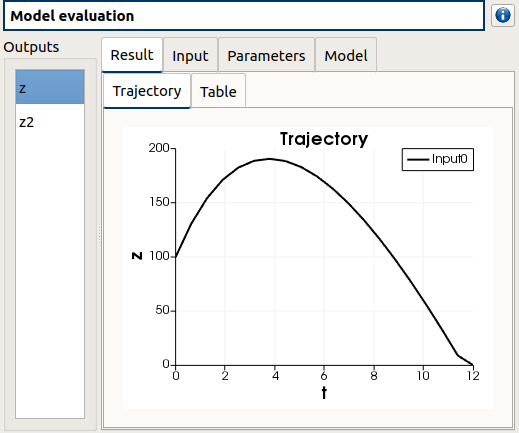 Model evaluation
Outputs
Result Input Parameters Model
z
Trajectory Table
z2
Trajectory
Input0
200
150
100
50
0
z
0 2 4 6 8 10 12
t